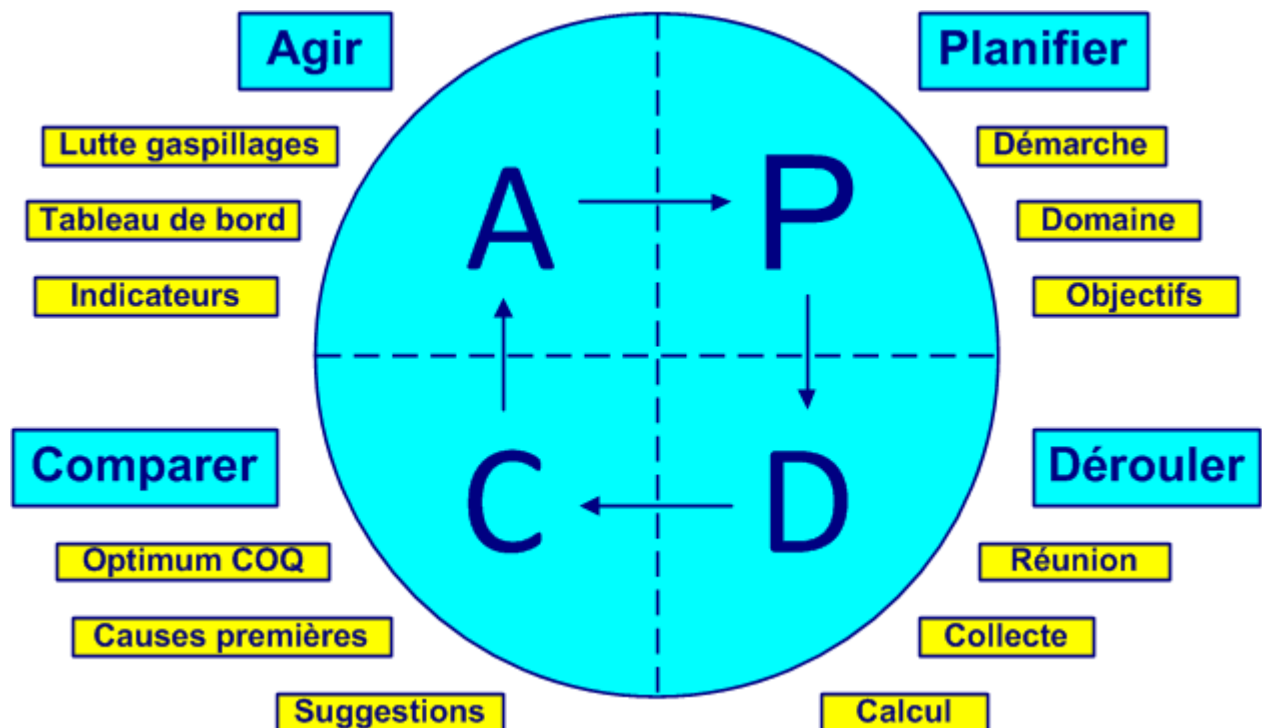 Agir
Planifier
Lutte gaspillages
Démarche
Tableau de bord
Domaine
Indicateurs
Objectifs
A
P
C
D
Comparer
Dérouler
Optimum COQ
Réunion
Causes premières
Collecte
Suggestions
Calcul